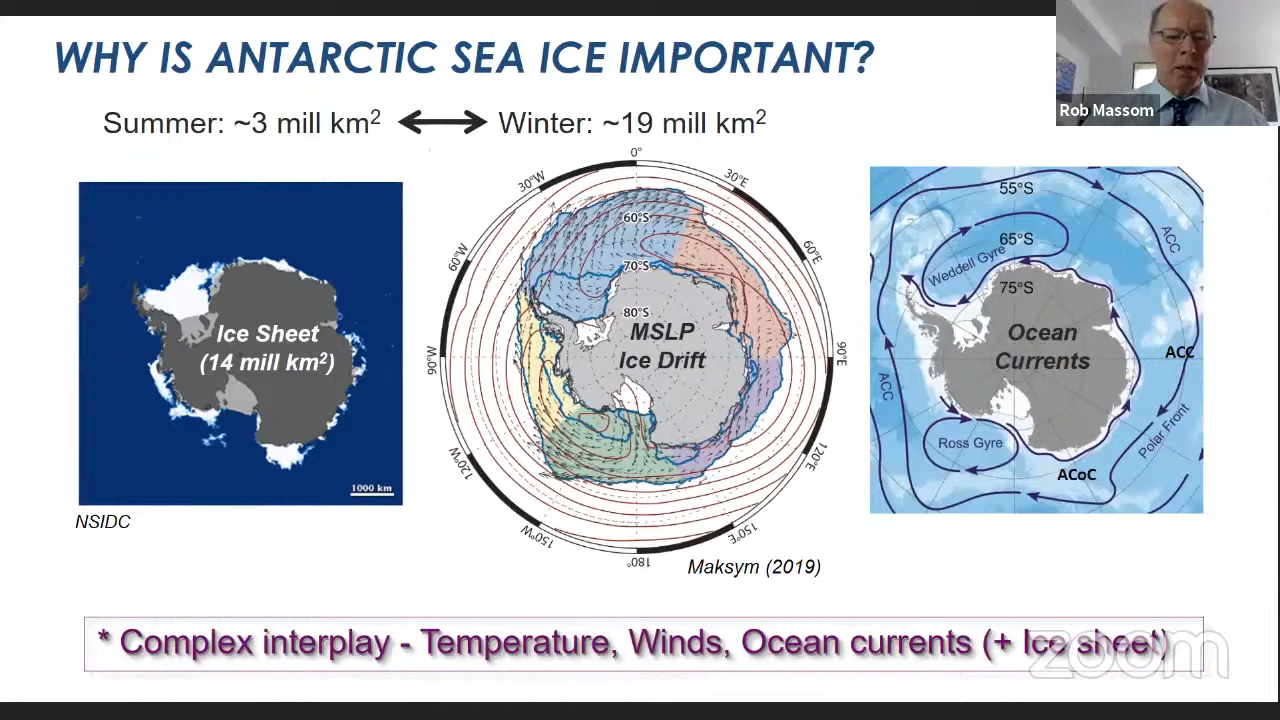 WHY IS ANTARCTIC SEA ICE IMPORTANT?
Rob Massom
Summer: ~3 mill km² Winter: ~19 mill km²
Ice Sheet
(14 mill km²)
1000 km
NSIDC
0°
30°W
30°E
60°W
60°E
90°W
90°E
120°W
120°E
150°W
150°E
180°
60°S
70°S
80°S
MSLP
Ice Drift
Maksym (2019)
55°S
65°S
75°S
Weddell Gyre
ACC
Ocean
Currents
ACC
ACC
Polar Front
Ross Gyre
ACoC
* Complex interplay - Temperature, Winds, Ocean currents (+ Ice sheet)
zoom